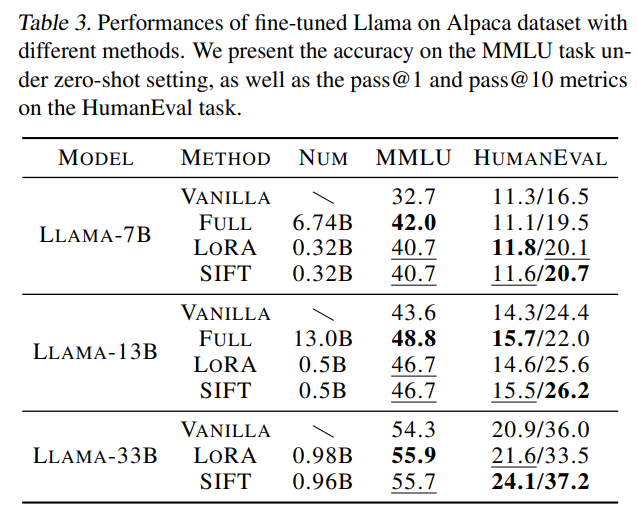 Table 3. Performances of fine-tuned Llama on Alpaca dataset with
different methods. We present the accuracy on the MMLU task un-
der zero-shot setting, as well as the pass@1 and pass@10 metrics
on the HumanEval task.
MODEL METHOD NUM MMLU HUMANEVAL
VANILLA \ 32.7 11.3/16.5
FULL 6.74B 42.0 11.1/19.5
LLAMA-7B
LORA 0.32B 40.7 11.8/20.1
SIFT 0.32B 40.7 11.6/20.7
VANILLA \ 43.6 14.3/24.4
FULL 13.0B 48.8 15.7/22.0
LLAMA-13B
LORA 0.5B 46.7 14.6/25.6
SIFT 0.5B 46.7 15.5/26.2
VANILLA \ 54.3 20.9/36.0
LLAMA-33B LORA 0.98B 55.9 21.6/33.5
SIFT 0.96B 55.7 24.1/37.2